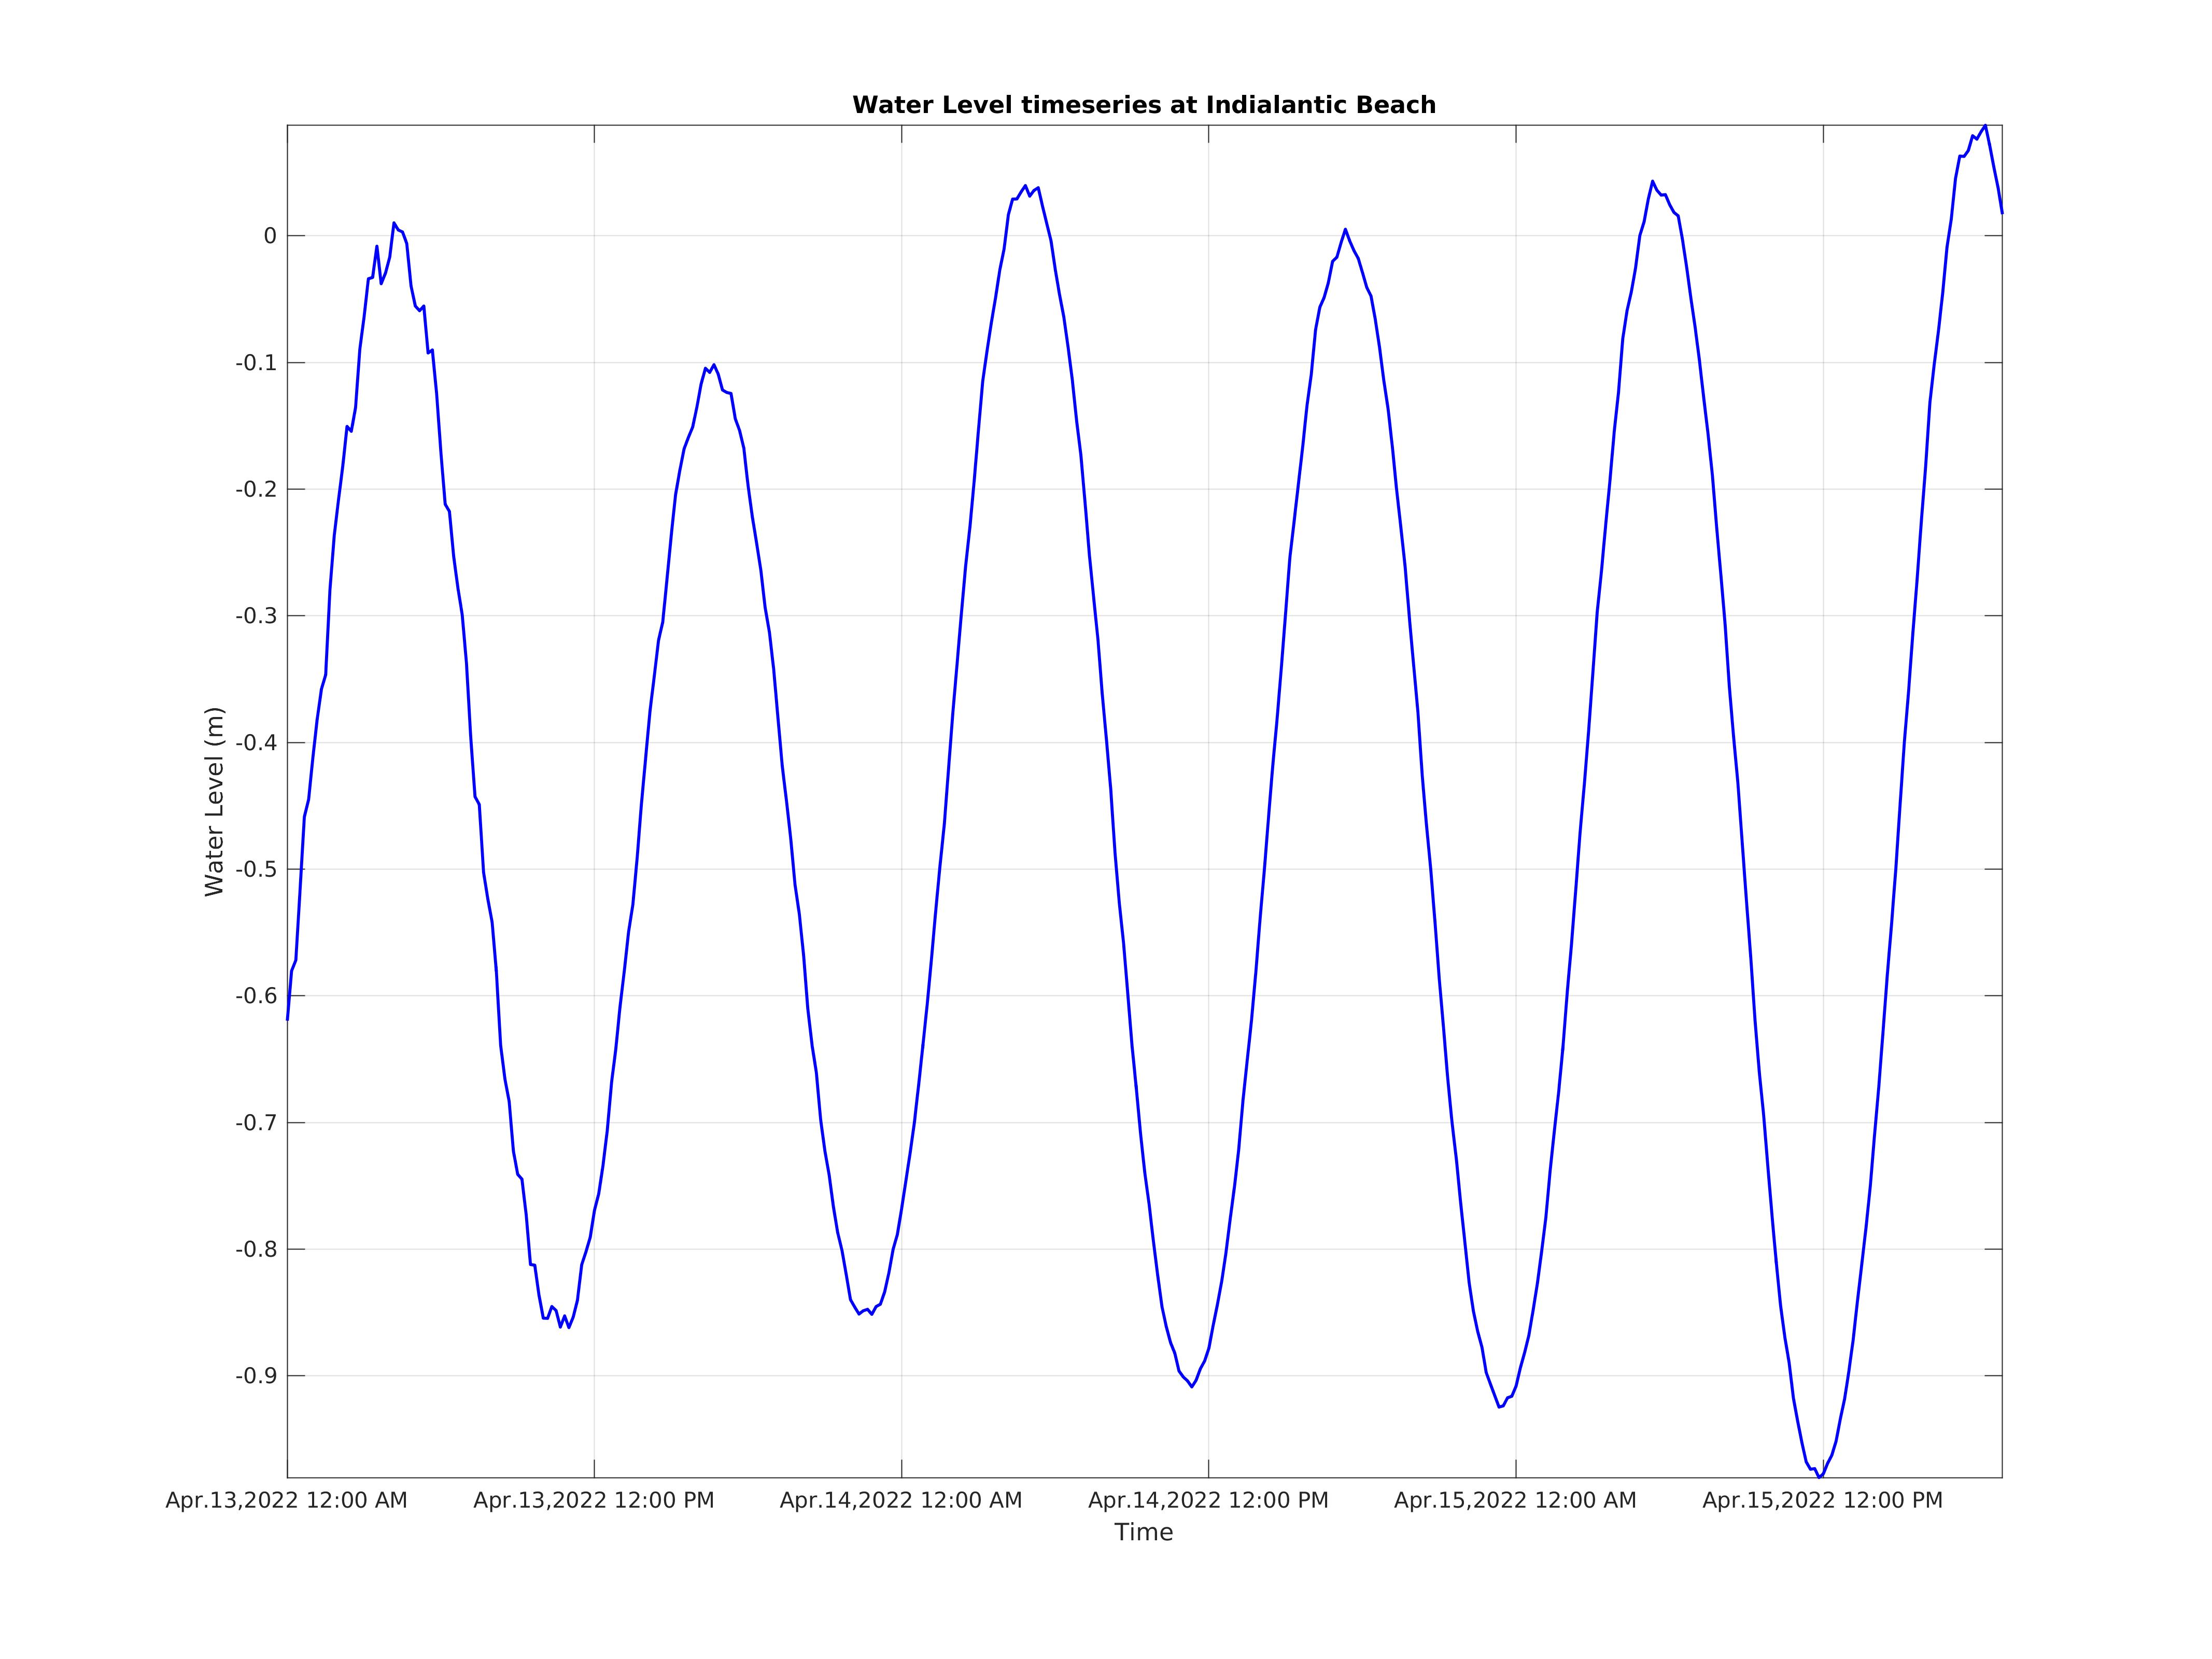 Water Level timeseries at Indialantic Beach
0
-0.1
-0.2
-0.3
-0.4
-0.5
-0.6
-0.7
-0.8
-0.9
Water Level (m)
Apr.13,2022 12:00 AM Apr.13,2022 12:00 PM Apr.14,2022 12:00 AM Apr.14,2022 12:00 PM Apr.15,2022 12:00 AM Apr.15,2022 12:00 PM
Time